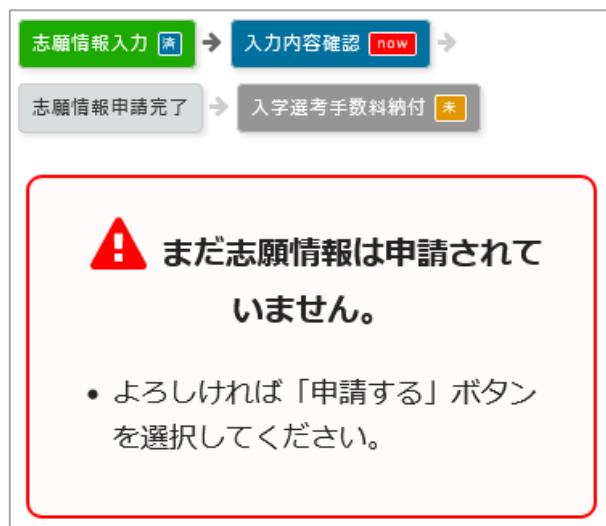 志願情報入力 済 → 入力内容確認 now →
志願情報申請完了 → 入学選考手数料納付 未
まだ志願情報は申請されて
いません。
• よろしければ「申請する」ボタン
を選択してください。